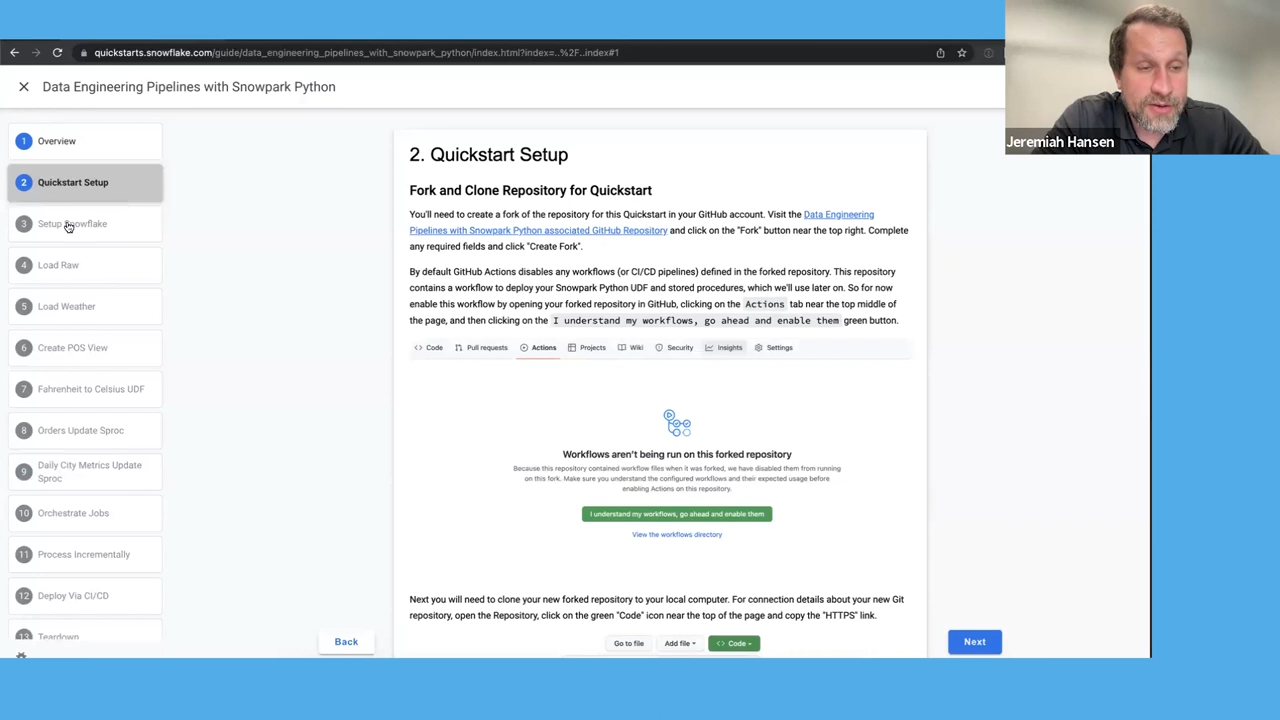 quickstarts.snowflake.com/guide/data_engineering_pipelines_with_snowpark_python/index.html?index=..%2F..index#1
Jeremiah Hansen
Data Engineering Pipelines with Snowpark Python
1 Overview
2 Quickstart Setup
3 Setup Snowflake
4 Load Raw
5 Load Weather
6 Create POS View
7 Fahrenheit to Celsius UDF
8 Orders Update Sproc
9 Daily City Metrics Update
Sproc
10 Orchestrate Jobs
11 Process Incrementally
12 Deploy Via CI/CD
13 Teardown
2. Quickstart Setup
Fork and Clone Repository for Quickstart
You'll need to create a fork of the repository for this Quickstart in your GitHub account. Visit the Data Engineering
Pipelines with Snowpark Python associated GitHub Repository and click on the "Fork" button near the top right. Complete
any required fields and click "Create Fork".
By default GitHub Actions disables any workflows (or CI/CD pipelines) defined in the forked repository. This repository
contains a workflow to deploy your Snowpark Python UDF and stored procedures, which we'll use later on. So for now
enable this workflow by opening your forked repository in GitHub, clicking on the Actions tab near the top middle of
the page, and then clicking on the I understand my workflows, go ahead and enable them green button.
Code Pull requests Actions Projects Wiki Security Insights Settings
Workflows aren't being run on this forked repository
Because this repository contained workflow files when it was forked, we have disabled them from running
on this fork. Make sure you understand the configured workflows and their expected usage before
enabling Actions on this repository.
I understand my workflows, go ahead and enable them
View the workflows directory
Next you will need to clone your new forked repository to your local computer. For connection details about your new Git
repository, open the Repository, click on the green "Code" icon near the top of the page and copy the "HTTPS" link.
Go to file Add file Code
Back
Next